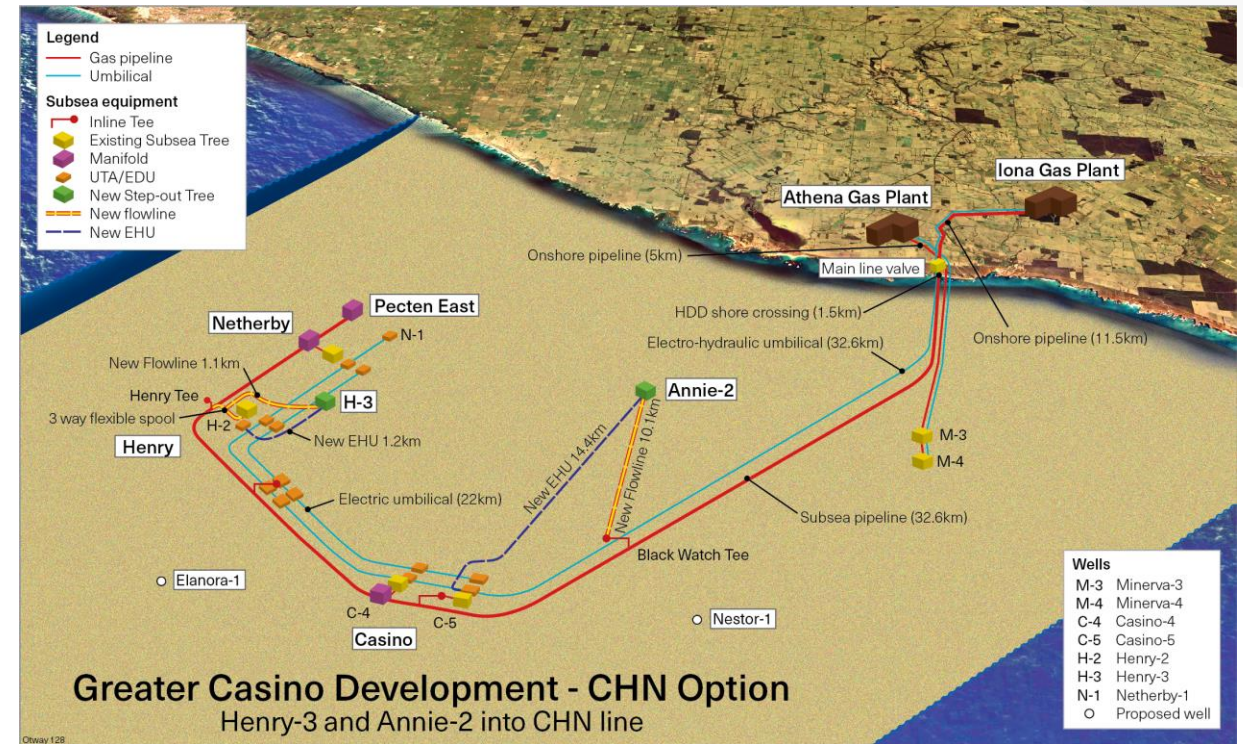 Legend
Gas pipeline
Umbilical
Subsea equipment
Inline Tee
Existing Subsea Tree
Manifold
UTA/EDU
New Step-out Tree
New flowline
New EHU
Iona Gas Plant
Athena Gas Plant
Onshore pipeline (5km)
Main line valve
HDD shore crossing (1.5km)
Onshore pipeline (11.5km)
Electro-hydraulic umbilical (32.6km)
Pecten East
Netherby
N-1
New Flowline 1.1km
Henry Tee
H-3
3 way flexible spool
H-2
Henry
New EHU 1.2km
Annie-2
New EHU 14.4km
New Flowline 10.1km
M-3
M-4
Electric umbilical (22km)
Subsea pipeline (32.6km)
Black Watch Tee
Elanora-1
C-4
C-5
Casino
Nestor-1
Wells
M-3 Minerva-3
M-4 Minerva-4
C-4 Casino-4
C-5 Casino-5
H-2 Henry-2
H-3 Henry-3
N-1 Netherby-1
Proposed well
Greater Casino Development - CHN Option
Henry-3 and Annie-2 into CHN line
Otway 128